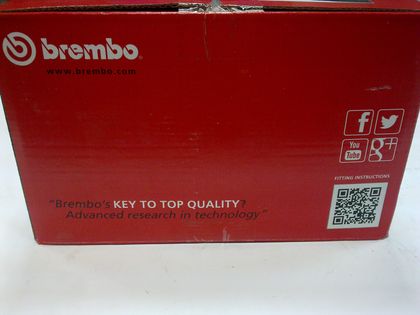 brembo
www.brembo.com
f
You
Tube
g+
FITTING INSTRUCTIONS
"Brembo's KEY TO TOP QUALITY?
Advanced research in technology"